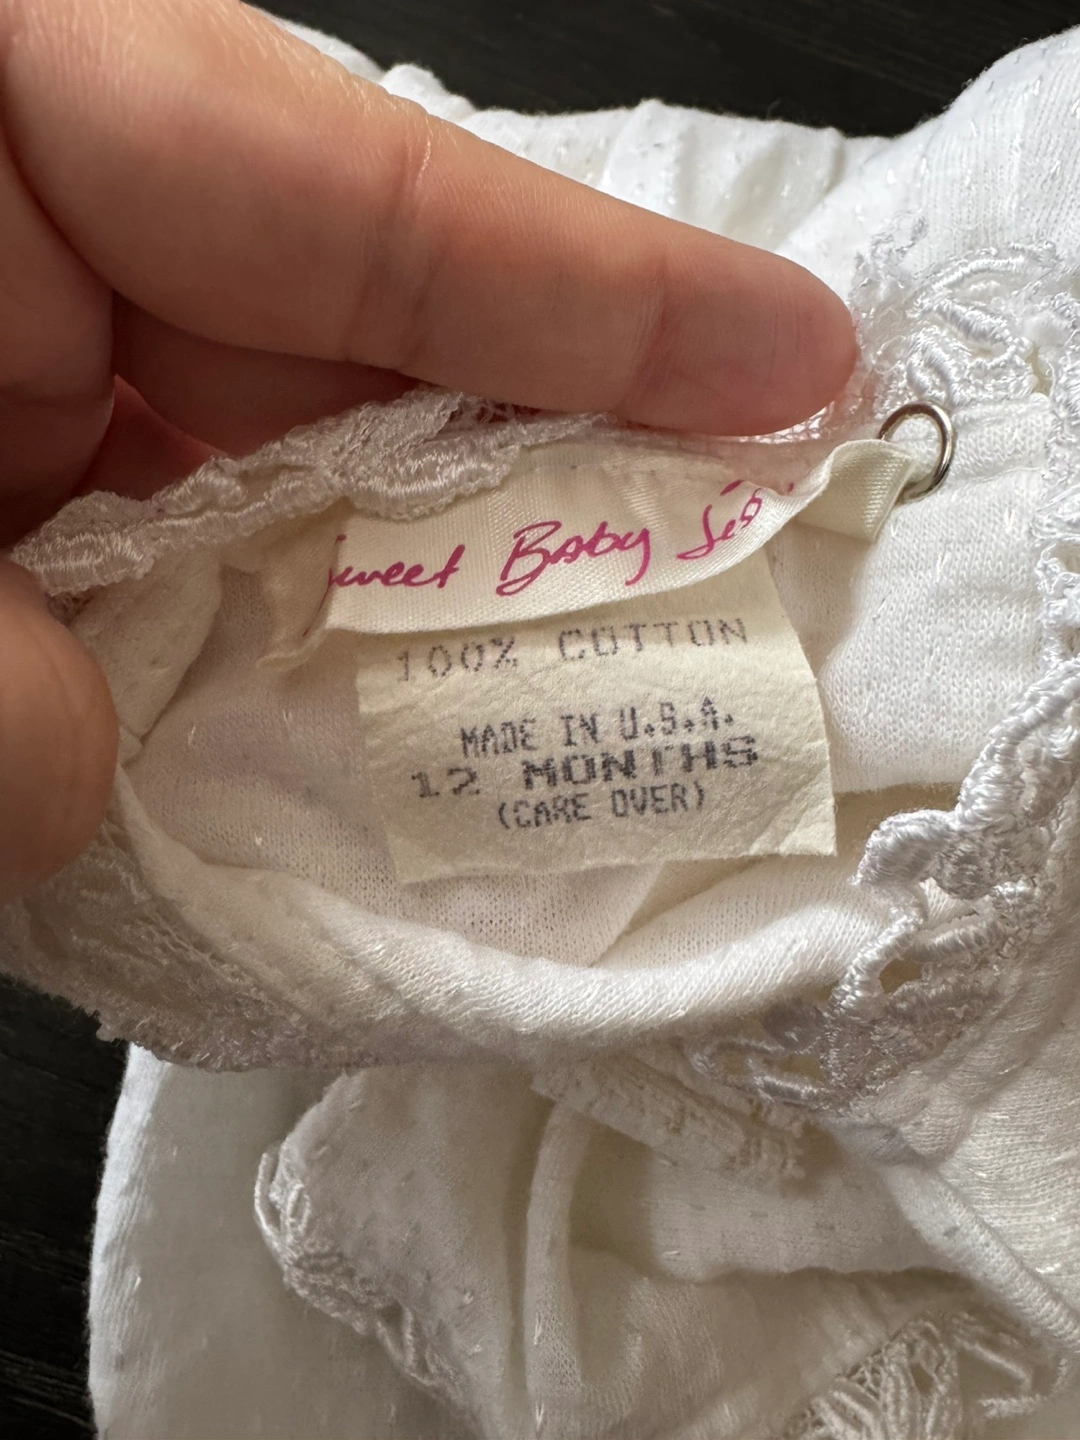 Sweet Baby
100% COTTON
MADE IN U.S.A.
12 MONTHS
(CARE OVER)